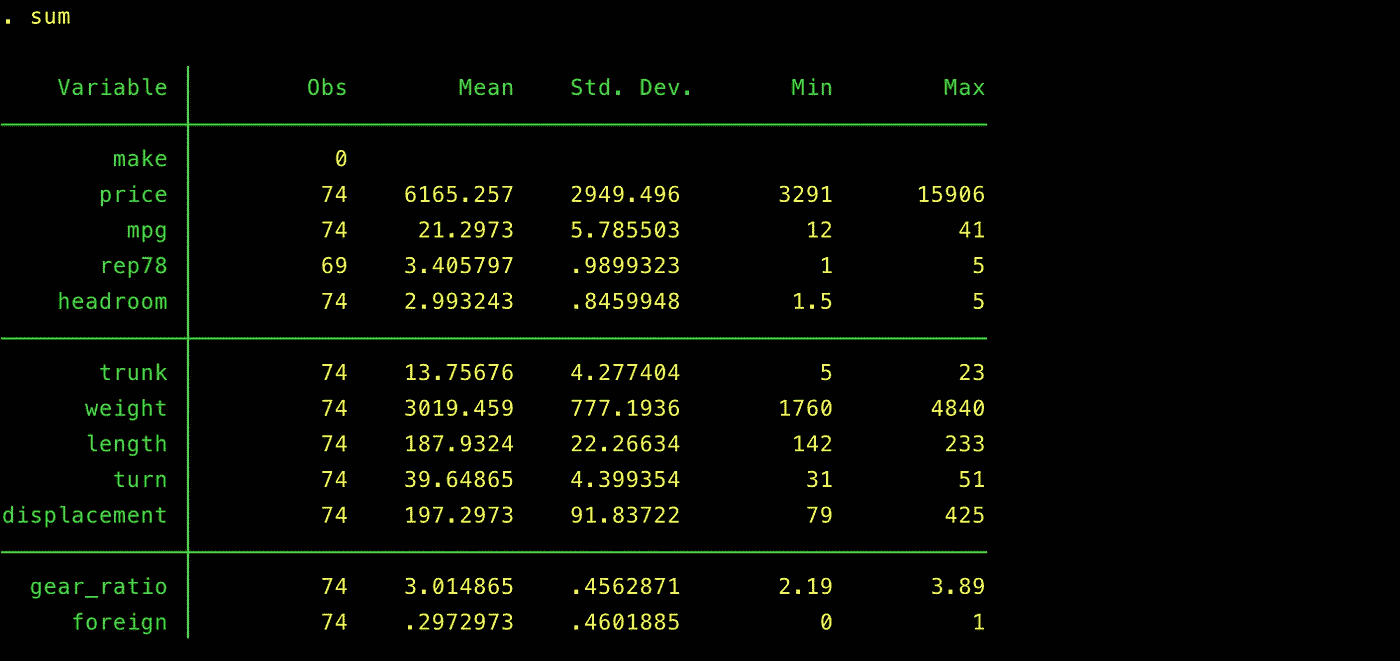 . sum
Variable Obs Mean Std. Dev. Min Max
make 0
price 74 6165.257 2949.496 3291 15906
mpg 74 21.2973 5.785503 12 41
rep78 69 3.405797 .9899323 1 5
headroom 74 2.993243 .8459948 1.5 5
trunk 74 13.75676 4.277404 5 23
weight 74 3019.459 777.1936 1760 4840
length 74 187.9324 22.26634 142 233
turn 74 39.64865 4.399354 31 51
displacement 74 197.2973 91.83722 79 425
gear_ratio 74 3.014865 .4562871 2.19 3.89
foreign 74 .2972973 .4601885 0 1